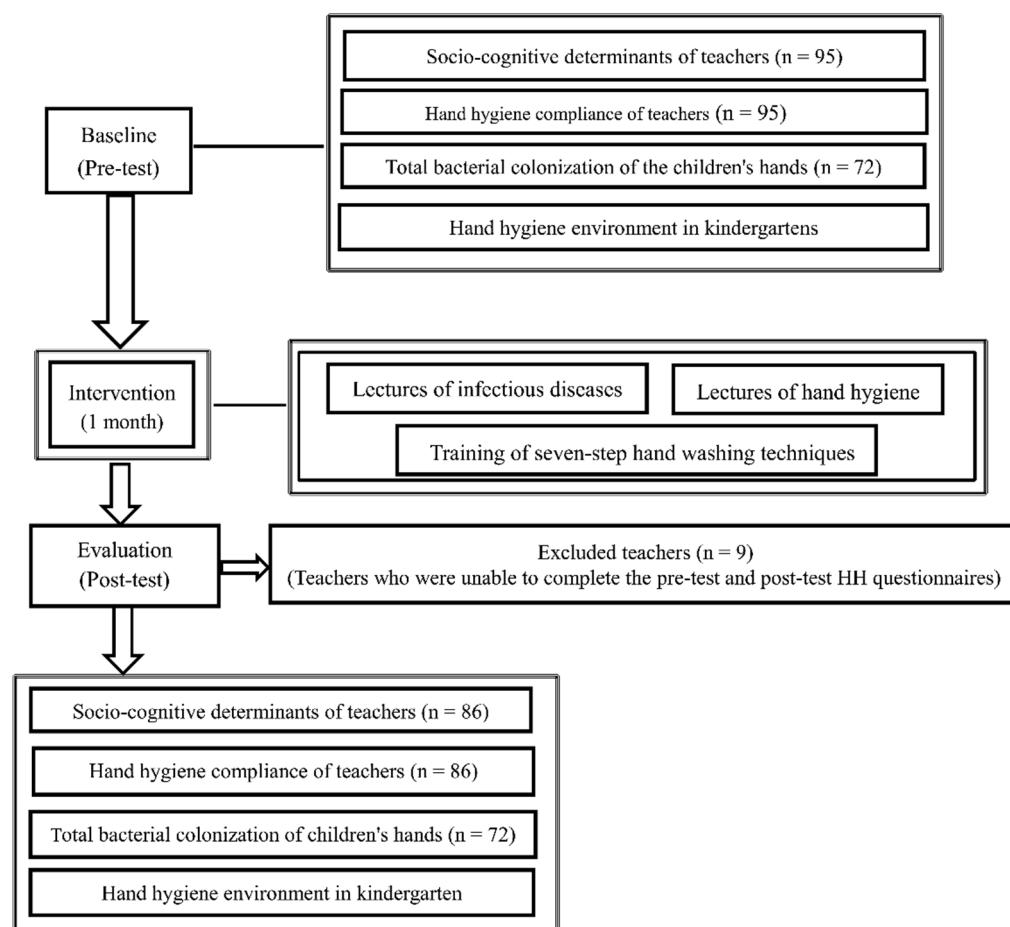 Socio-cognitive determinants of teachers (n = 95)
Hand hygiene compliance of teachers (n = 95)
Baseline
(Pre-test)
Total bacterial colonization of the children's hands (n = 72)
Hand hygiene environment in kindergartens
Intervention
(1 month)
Lectures of infectious diseases
Lectures of hand hygiene
Training of seven-step hand washing techniques
Evaluation
(Post-test)
Excluded teachers (n = 9)
(Teachers who were unable to complete the pre-test and post-test HH questionnaires)
Socio-cognitive determinants of teachers (n = 86)
Hand hygiene compliance of teachers (n = 86)
Total bacterial colonization of children's hands (n = 72)
Hand hygiene environment in kindergarten